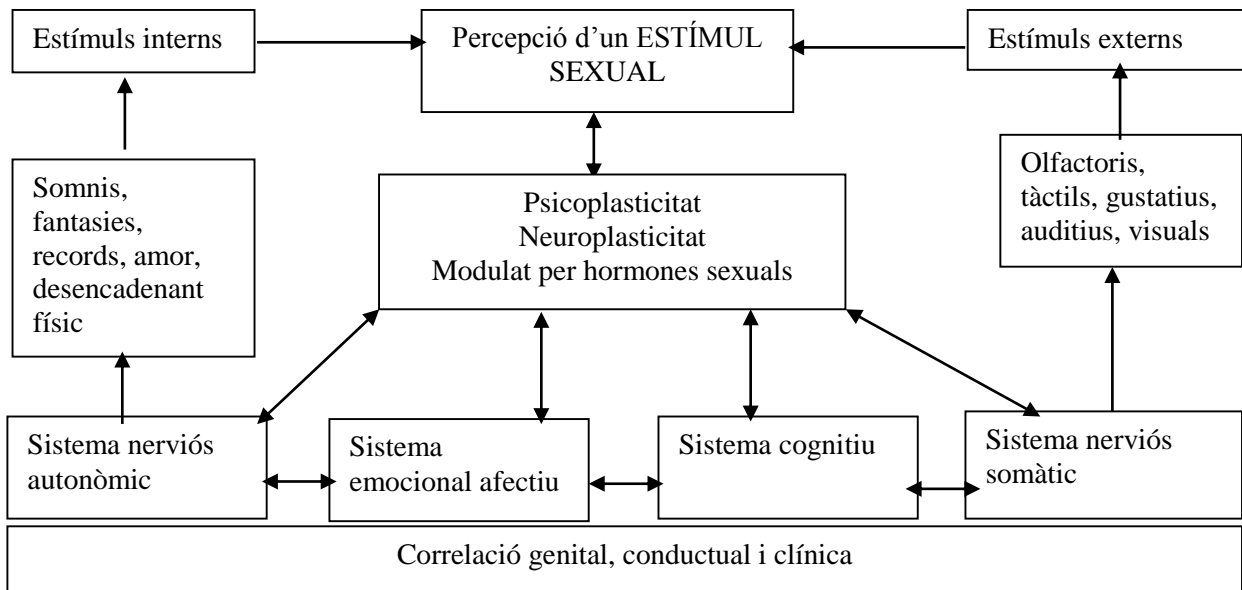 Estímuls interns
Percepció d’un ESTÍMUL
SEXUAL
Estímuls externs
Somnis,
fantasies,
records, amor,
desencadenant
físic
Psicoplasticitat
Neuroplasticitat
Modulat per hormones sexuals
Olfactoris,
tàctils, gustatius,
auditius, visuals
Sistema nerviós
autonòmic
Sistema
emocional afectiu
Sistema cognitiu
Sistema nerviós
somàtic
Correlació genital, conductual i clínica